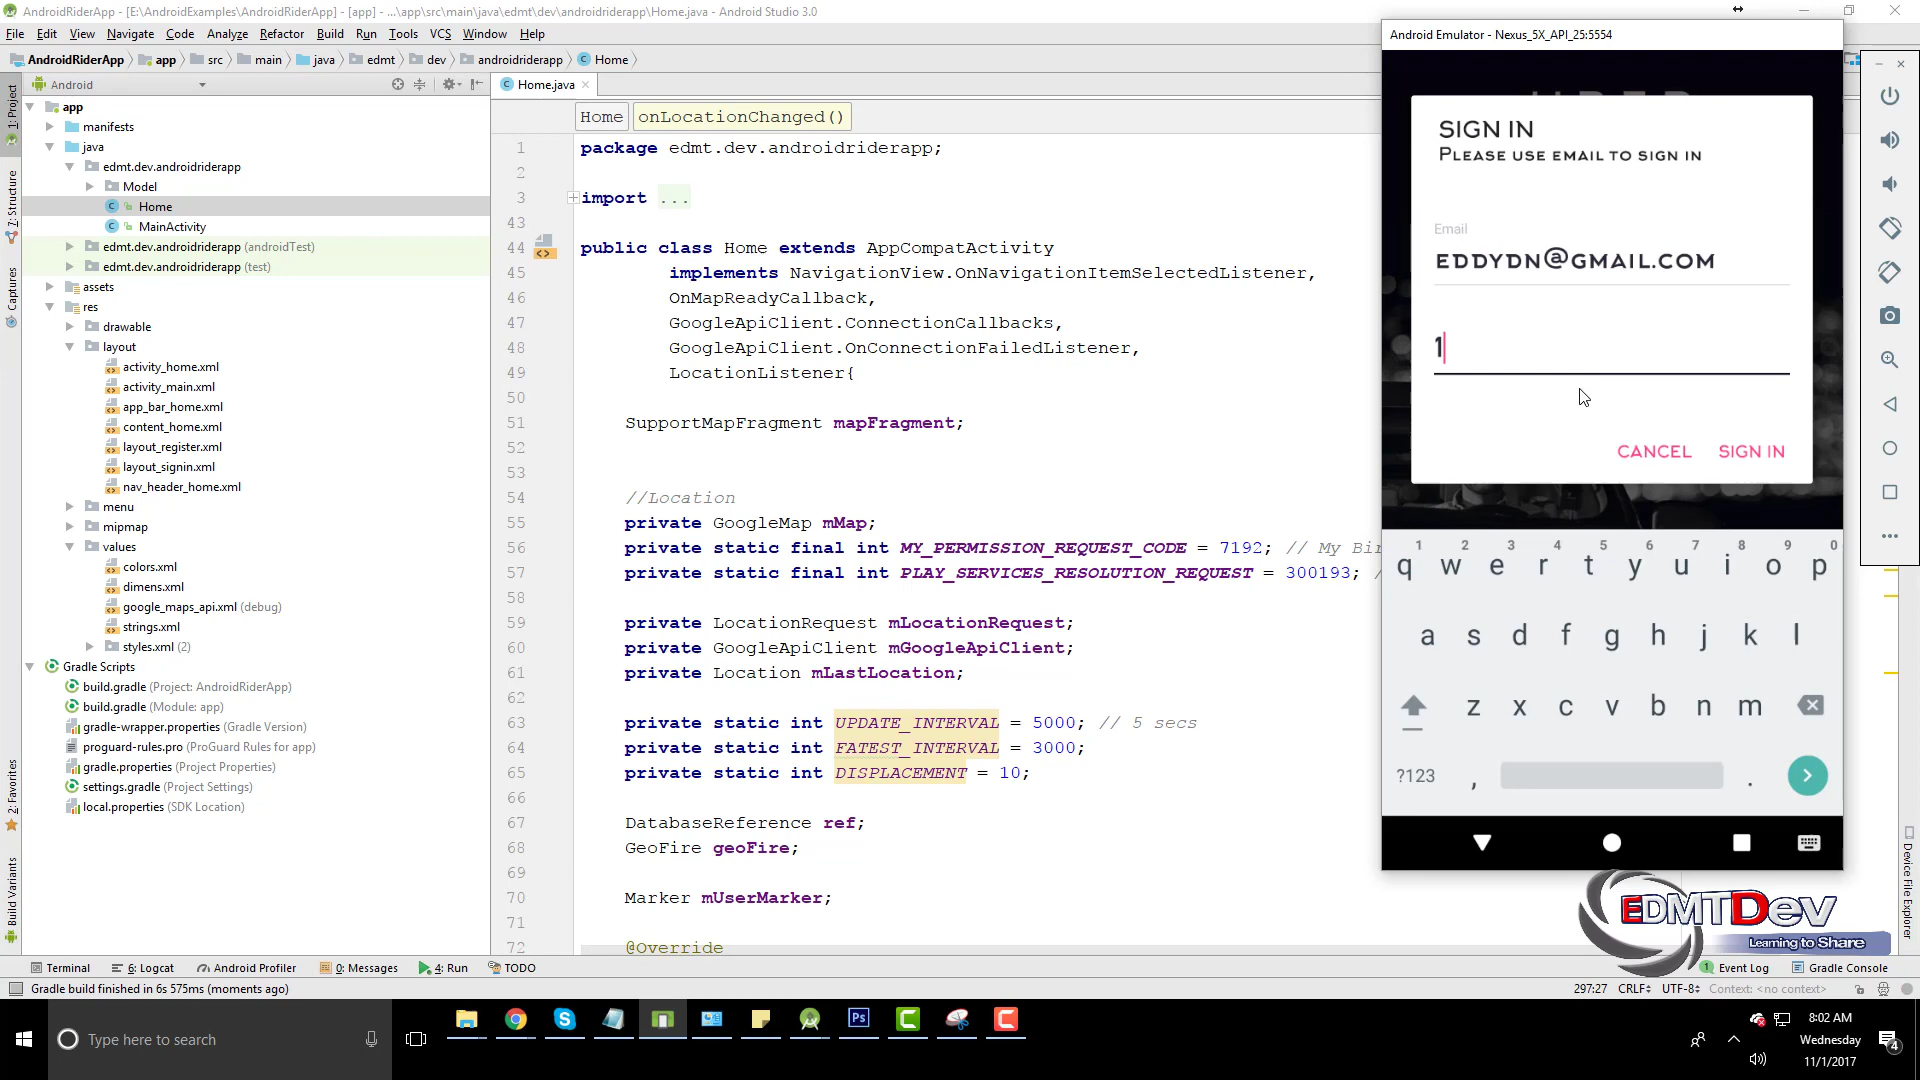 AndroidRiderApp - [E:\AndroidExamples\AndroidRiderApp] - [app] - ...\app\src\main\java\edmt\dev\androidriderapp\Home.java - Android Studio 3.0
File Edit View Navigate Code Analyze Refactor Build Run Tools VCS Window Help
AndroidRiderApp app src main java edmt dev androidriderapp Home
Android
Home.java
1: Project
7: Structure
Captures
2: Favorites
Build Variants
app
manifests
java
edmt.dev.androidriderapp
Model
Home
MainActivity
edmt.dev.androidriderapp (androidTest)
edmt.dev.androidriderapp (test)
assets
res
drawable
layout
activity_home.xml
activity_main.xml
app_bar_home.xml
content_home.xml
layout_register.xml
layout_signin.xml
nav_header_home.xml
menu
mipmap
values
colors.xml
dimens.xml
google_maps_api.xml (debug)
strings.xml
styles.xml (2)
Gradle Scripts
build.gradle (Project: AndroidRiderApp)
build.gradle (Module: app)
gradle-wrapper.properties (Gradle Version)
proguard-rules.pro (ProGuard Rules for app)
gradle.properties (Project Properties)
settings.gradle (Project Settings)
local.properties (SDK Location)
Home onLocationChanged()
1 package edmt.dev.androidriderapp;
2
3 import ...
43
44 public class Home extends AppCompatActivity
45 implements NavigationView.OnNavigationItemSelectedListener,
46 OnMapReadyCallback,
47 GoogleApiClient.ConnectionCallbacks,
48 GoogleApiClient.OnConnectionFailedListener,
49 LocationListener{
50
51 SupportMapFragment mapFragment;
52
53
54 //Location
55 private GoogleMap mMap;
56 private static final int MY_PERMISSION_REQUEST_CODE = 7192; // My Bi
57 private static final int PLAY_SERVICES_RESOLUTION_REQUEST = 300193; /
58
59 private LocationRequest mLocationRequest;
60 private GoogleApiClient mGoogleApiClient;
61 private Location mLastLocation;
62
63 private static int UPDATE_INTERVAL = 5000; // 5 secs
64 private static int FATEST_INTERVAL = 3000;
65 private static int DISPLACEMENT = 10;
66
67 DatabaseReference ref;
68 GeoFire geoFire;
69
70 Marker mUserMarker;
71
72 @Override
Android Emulator - Nexus_5X_API_25:5554
SIGN IN
PLEASE USE EMAIL TO SIGN IN
Email
EDDYDN@GMAIL.COM
1
CANCEL SIGN IN
1 2 3 4 5 6 7 8 9 0
q w e r t y u i o p
a s d f g h j k l
z x c v b n m
?123 , .
Device File Explorer
EDMTDev
Learning to Share
Terminal 6: Logcat Android Profiler 0: Messages 4: Run TODO 1 Event Log Gradle Console
Gradle build finished in 6s 575ms (moments ago) 297:27 CRLF UTF-8 Context: <no context>
Type here to search
Ps
8:02 AM
Wednesday
11/1/2017
4